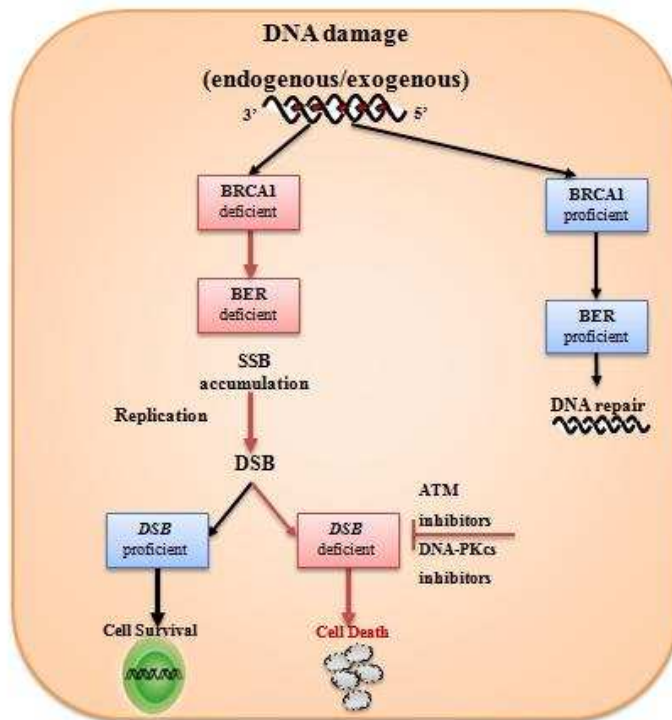 DNA damage
(endogenous/exogenous)
3’
5’
BRCA1
deficient
BRCA1
proficient
BER
deficient
BER
proficient
SSB
accumulation
DNA repair
Replication
DSB
ATM
inhibitors
DNA-PKcs
inhibitors
DSB
proficient
DSB
deficient
Cell Survival
Cell Death